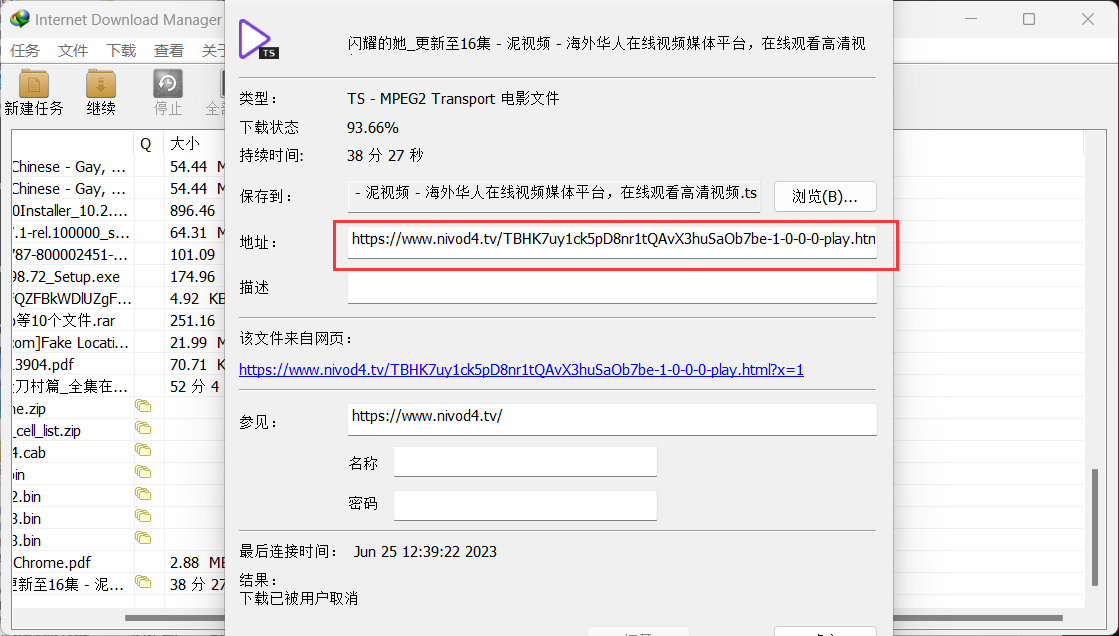 Internet Download Manager
任务 文件 下载 查看 关于
新建任务 继续 停止
Q 大小
Chinese - Gay, ... 54.44 M
Chinese - Gay, ... 54.44 M
0Installer_10.2.... 896.46
.1-rel.100000_s... 64.31 M
787-800002451-... 101.09
98.72_Setup.exe 174.96
QZFBkWDlUZgF... 4.92 KB
等10个文件.rar 251.16
com]Fake Locati... 21.99 M
13904.pdf 70.71 K
刀村篇_全集在... 52 分 4
ne.zip
_cell_list.zip
4.cab
bin
2.bin
3.bin
3.bin
Chrome.pdf 2.88 MB
更新至16集 - 泥... 38 分 27
TS
闪耀的她_更新至16集 - 泥视频 - 海外华人在线视频媒体平台，在线观看高清视
类型： TS - MPEG2 Transport 电影文件
下载状态 93.66%
持续时间: 38 分 27 秒
保存到： - 泥视频 - 海外华人在线视频媒体平台，在线观看高清视频.ts 浏览(B)...
地址： https://www.nivod4.tv/TBHK7uy1ck5pD8nr1tQAvX3huSaOb7be-1-0-0-0-play.htn
描述
该文件来自网页：
https://www.nivod4.tv/TBHK7uy1ck5pD8nr1tQAvX3huSaOb7be-1-0-0-0-play.html?x=1
参见： https://www.nivod4.tv/
名称
密码
最后连接时间： Jun 25 12:39:22 2023
结果：
下载已被用户取消